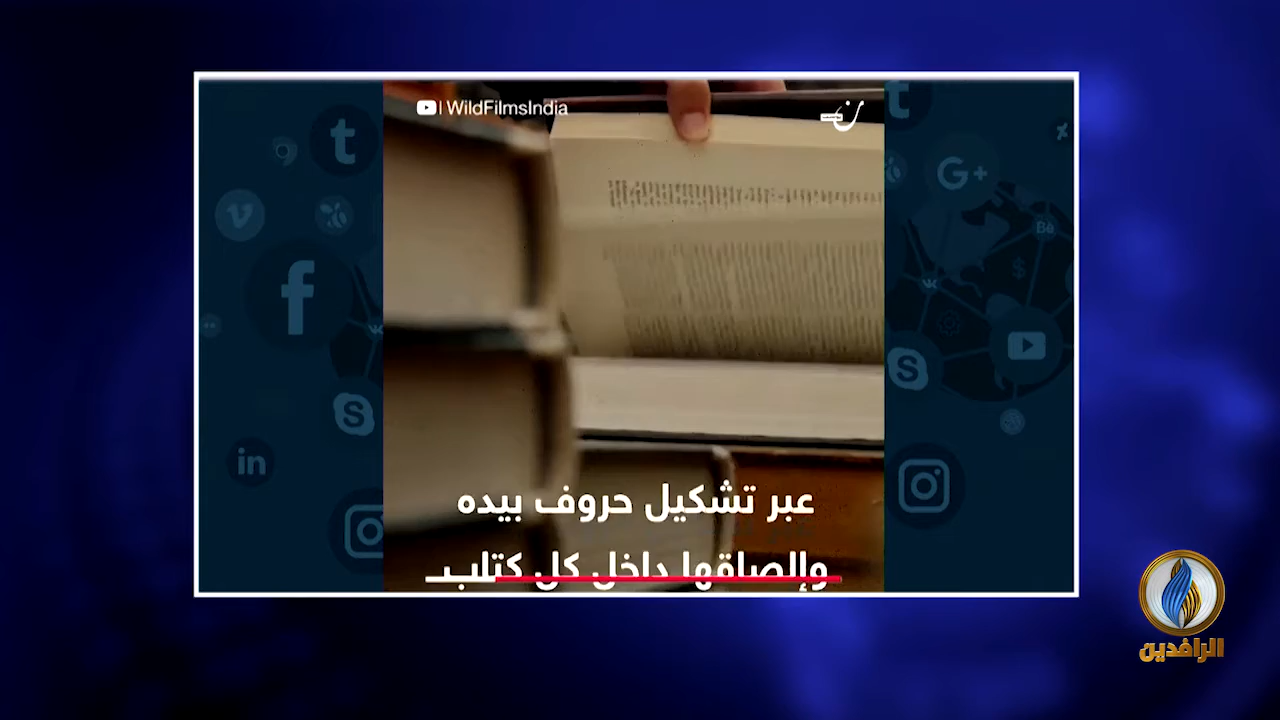 WildFilmsIndia
عبر تشكيل حروف بيده
وإلصاقها داخل كل كتاب
الرافدين